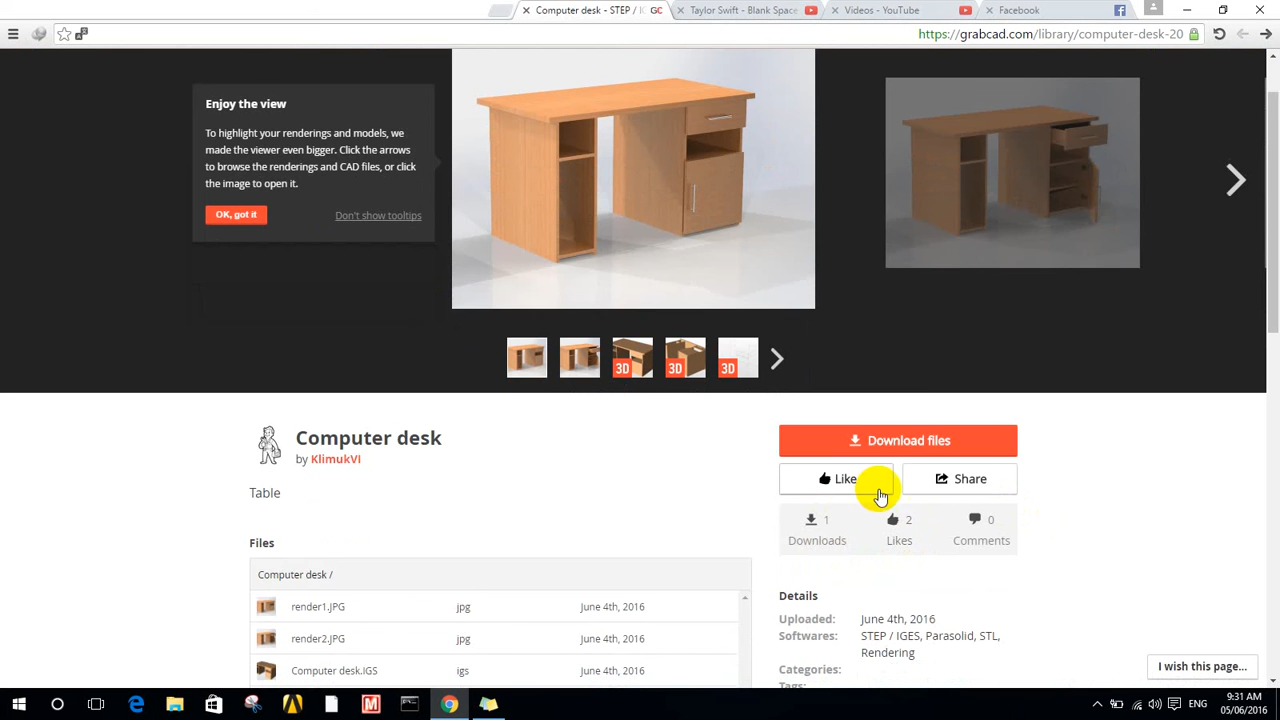 Computer desk - STEP / IG GC
Taylor Swift - Blank Space
Videos - YouTube
Facebook
https://grabcad.com/library/computer-desk-20
Enjoy the view
To highlight your renderings and models, we
made the viewer even bigger. Click the arrows
to browse the renderings and CAD files, or click
the image to open it.
OK, got it Don't show tooltips
3D 3D 3D
Computer desk
by KlimukVI
Table
Download files
Like Share
1 2 0
Downloads Likes Comments
Files
Computer desk /
render1.JPG jpg June 4th, 2016
render2.JPG jpg June 4th, 2016
Computer desk.IGS igs June 4th, 2016
Details
Uploaded: June 4th, 2016
Softwares: STEP / IGES, Parasolid, STL,
Rendering
Categories:
Tags:
I wish this page...
ENG
9:31 AM
05/06/2016